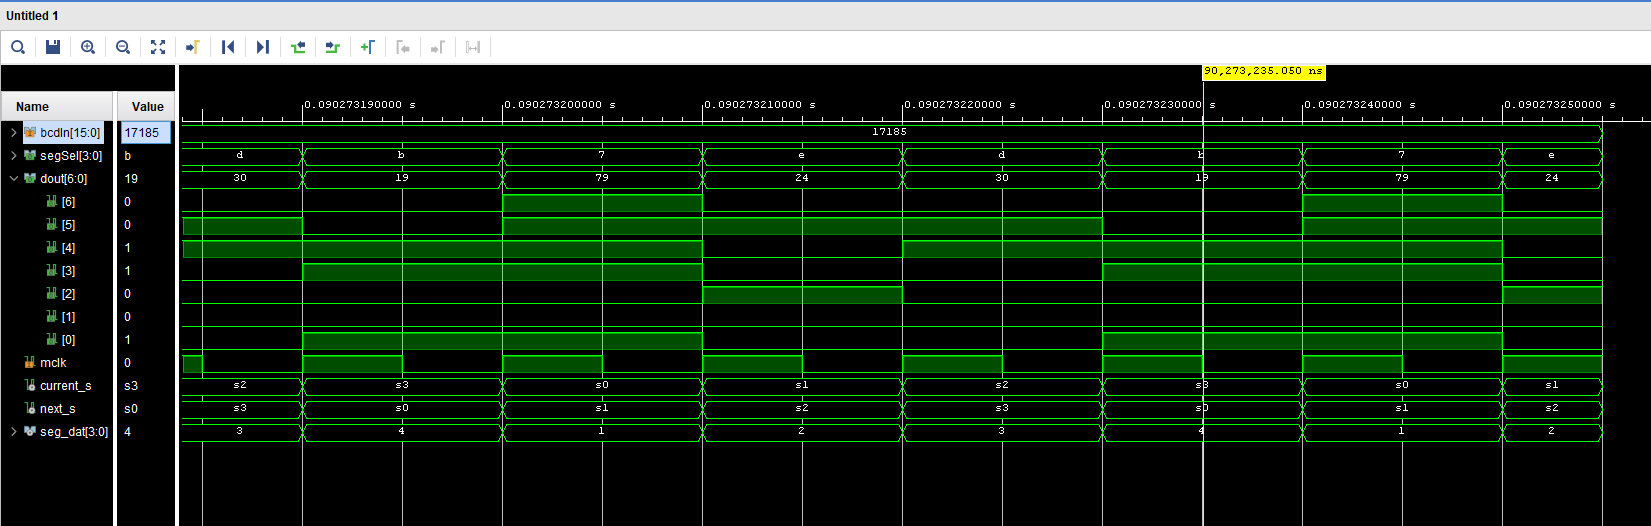 Untitled 1
90,273,235.050 ns
Name Value
0.090273190000 s 0.090273200000 s 0.090273210000 s 0.090273220000 s 0.090273230000 s 0.090273240000 s 0.090273250000 s
bcdIn[15:0] 17185 17185
segSel[3:0] b d b 7 e d b 7 e
dout[6:0] 19 30 19 79 24 30 19 79 24
[6] 0
[5] 0
[4] 1
[3] 1
[2] 0
[1] 0
[0] 1
mclk 0
current_s s3 s2 s3 s0 s1 s2 s3 s0 s1
next_s s0 s3 s0 s1 s2 s3 s0 s1 s2
seg_dat[3:0] 4 3 4 1 2 3 4 1 2